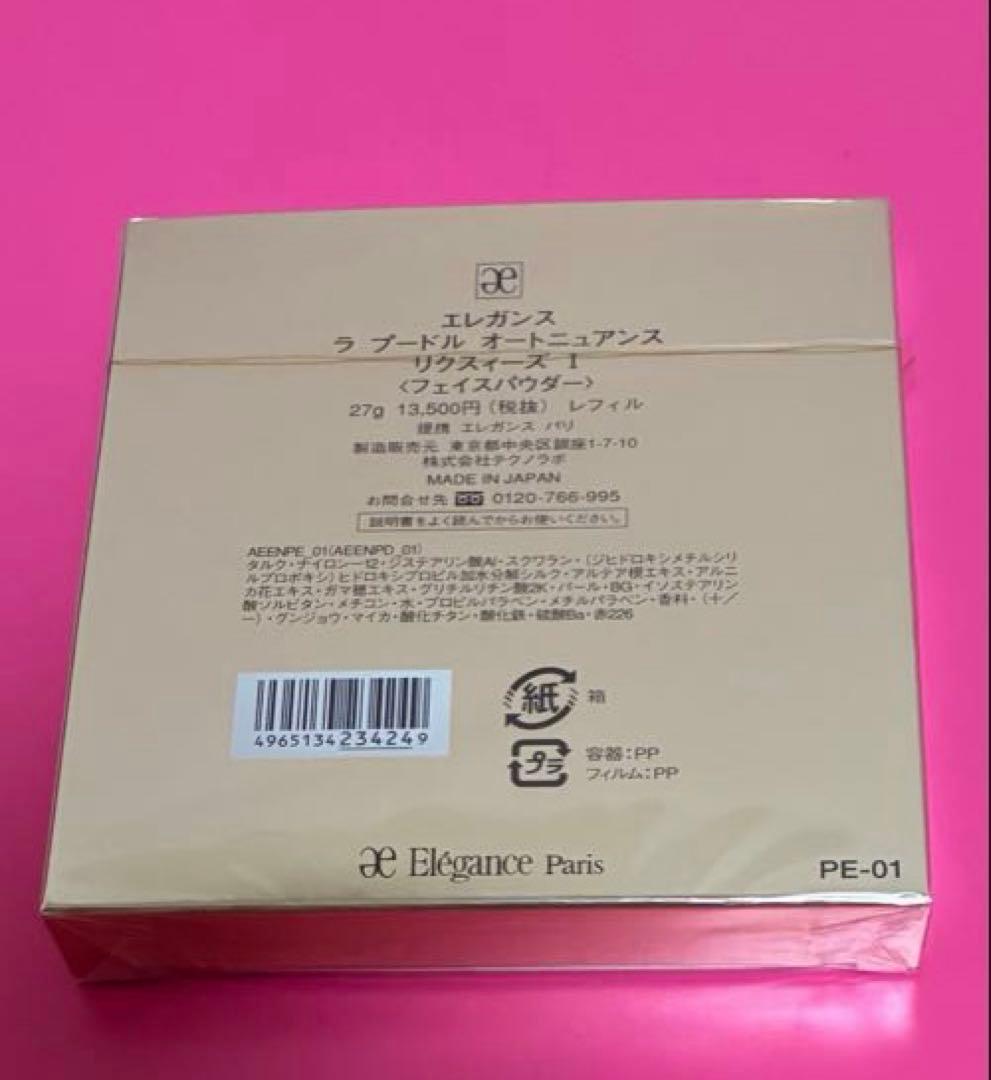 æ
エレガンス
ラ プードル オートニュアンス
リクスィーズ I
〈フェイスパウダー〉
27g 13,500円(税抜) レフィル
提携 エレガンス パリ
製造販売元 東京都中央区銀座1-7-10
株式会社テクノラボ
MADE IN JAPAN
お問合せ先 0120-766-995
説明書をよく読んでからお使いください。
AEENPE_01(AEENPD_01)
タルク・ナイロン-12・ジステアリン酸Al・スクワラン・(ジヒドロキシメチルシリ
ルプロポキシ)ヒドロキシプロピル加水分解シルク・アルテア根エキス・アルニ
カ花エキス・ガマ穂エキス・グリチルリチン酸2K・パール・BG・イソステアリン
酸ソルビタン・メチコン・水・プロピルパラベン・メチルパラベン・香料・(+/
-)・グンジョウ・マイカ・酸化チタン・酸化鉄・硫酸Ba・赤226
4965134234249
紙 箱
プラ 容器:PP
フィルム:PP
æ Elégance Paris
PE-01